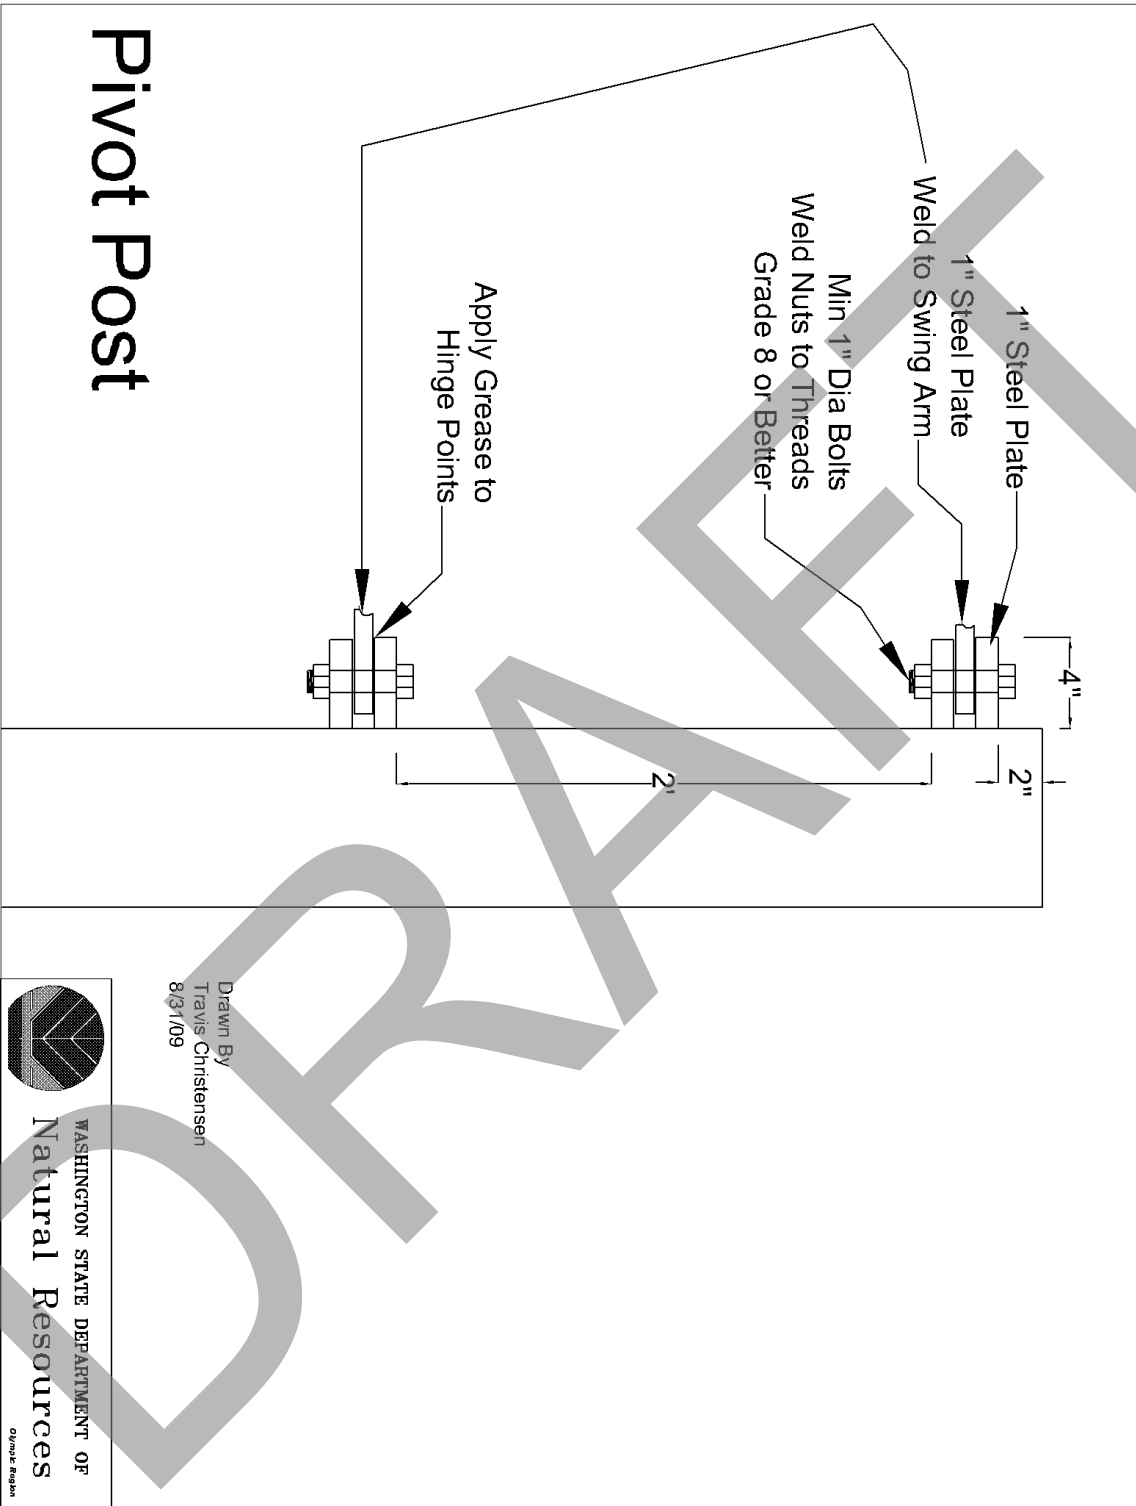 1" Steel Plate
1" Steel Plate
Weld to Swing Arm
Min 1" Dia Bolts
Weld Nuts to Threads
Grade 8 or Better
Apply Grease to
Hinge Points
4"
2"
2'
Pivot Post
Drawn By
Travis Christensen
8/31/09
WASHINGTON STATE DEPARTMENT OF
Natural Resources
Olympic Region
DRAFT